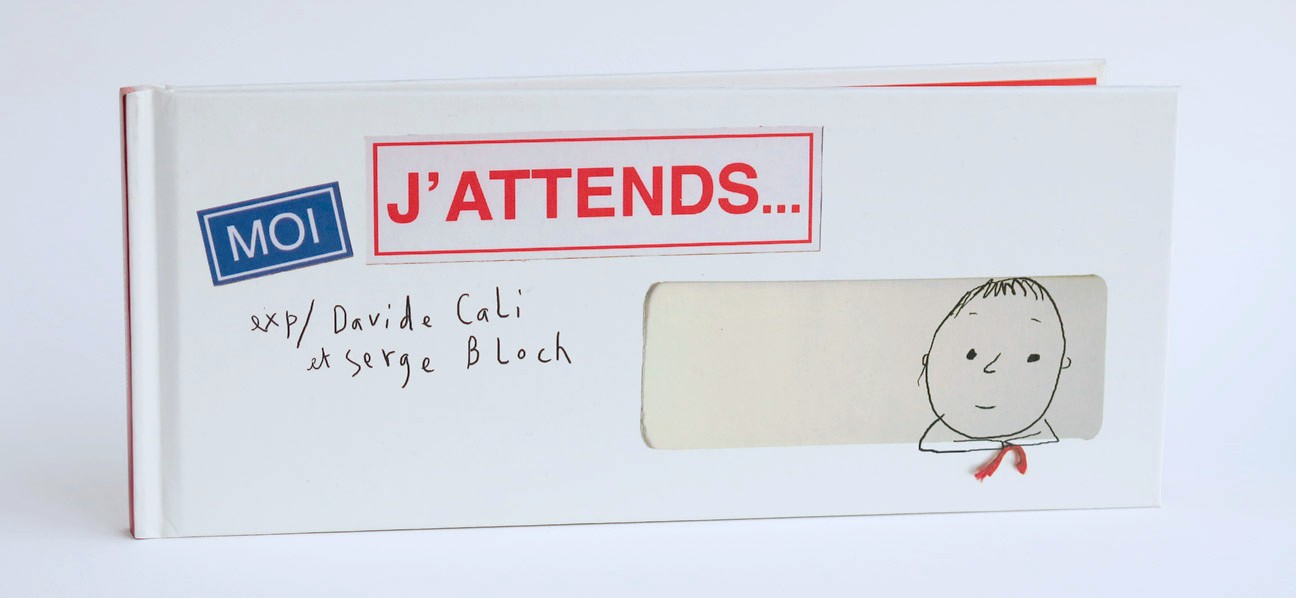 MOI
J'ATTENDS...
exp/ Davide Cali
et Serge Bloch